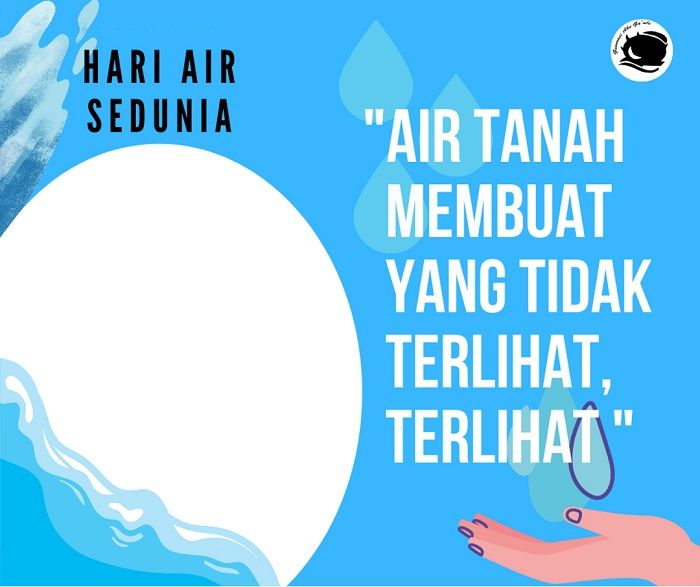 HARI AIR
SEDUNIA
"AIR TANAH
MEMBUAT
YANG TIDAK
TERLIHAT,
TERLIHAT "